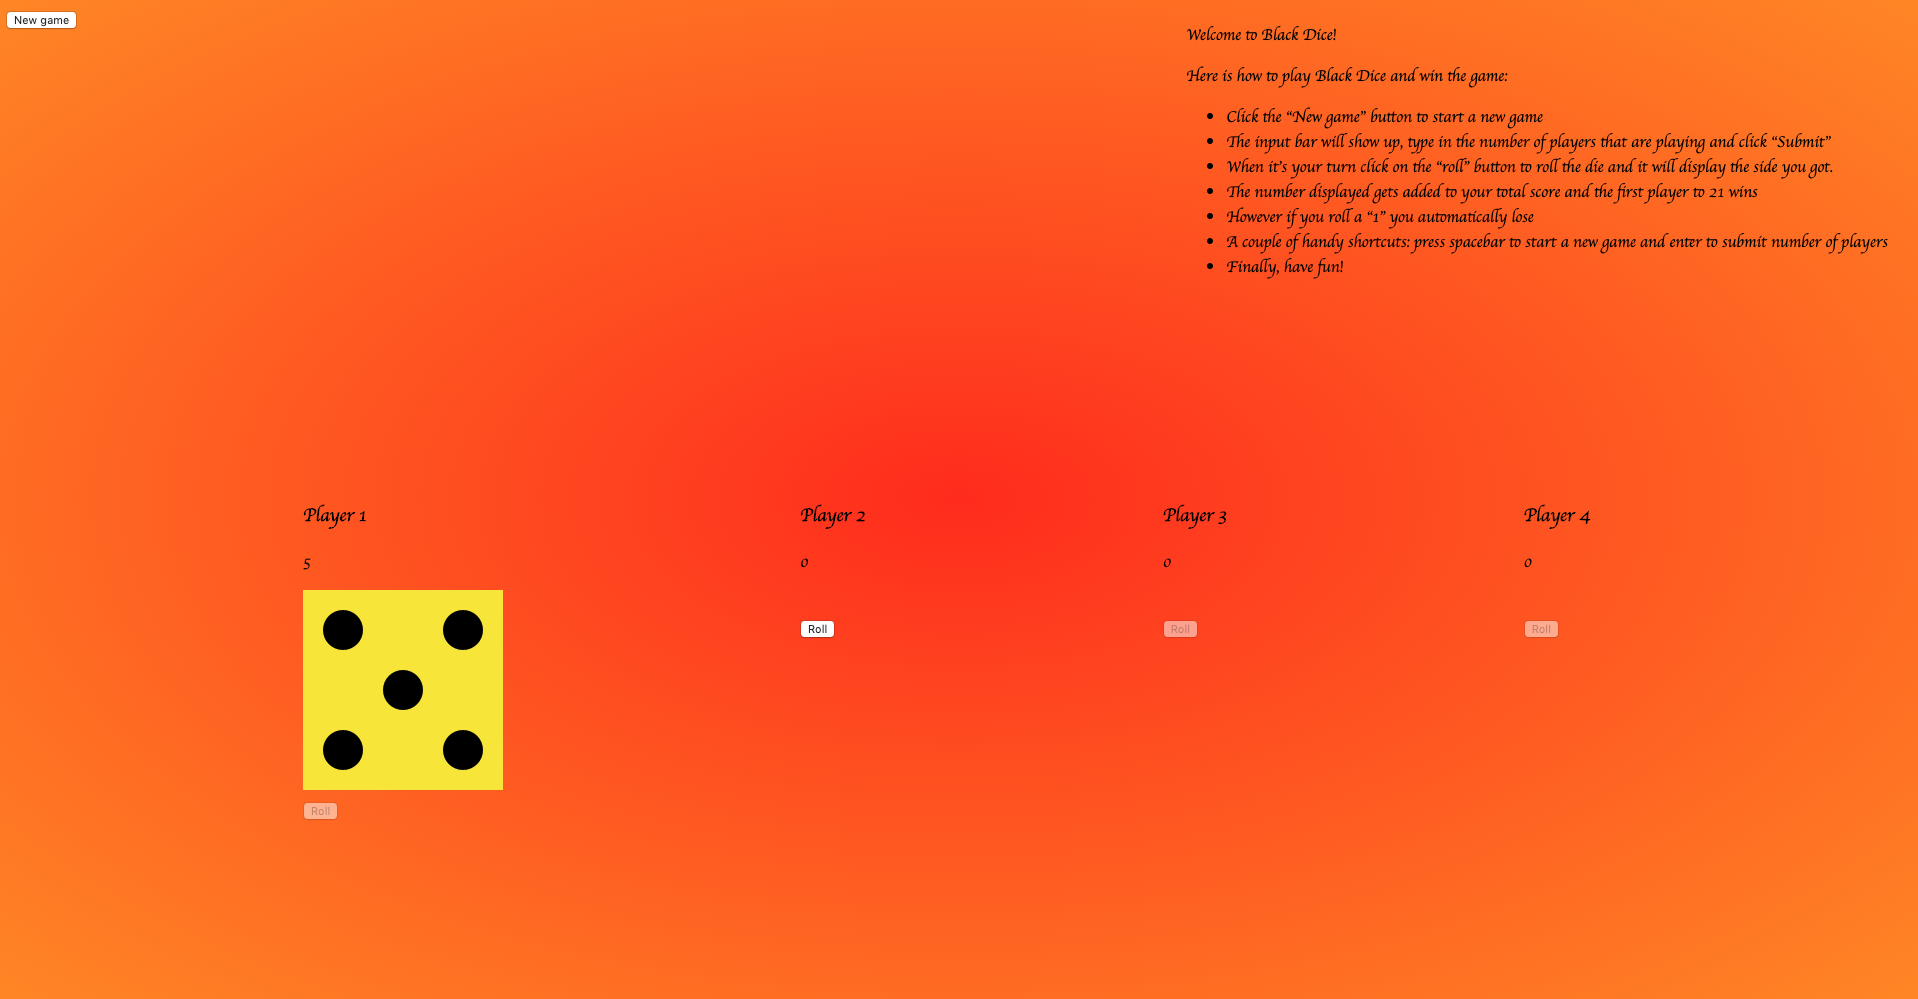 New game
Welcome to Black Dice!
Here is how to play Black Dice and win the game:
• Click the “New game” button to start a new game
• The input bar will show up, type in the number of players that are playing and click “Submit”
• When it's your turn click on the “roll” button to roll the die and it will display the side you got.
• The number displayed gets added to your total score and the first player to 21 wins
• However if you roll a “1” you automatically lose
• A couple of handy shortcuts: press spacebar to start a new game and enter to submit number of players
• Finally, have fun!
Player 1
5
Roll
Player 2
0
Roll
Player 3
0
Roll
Player 4
0
Roll